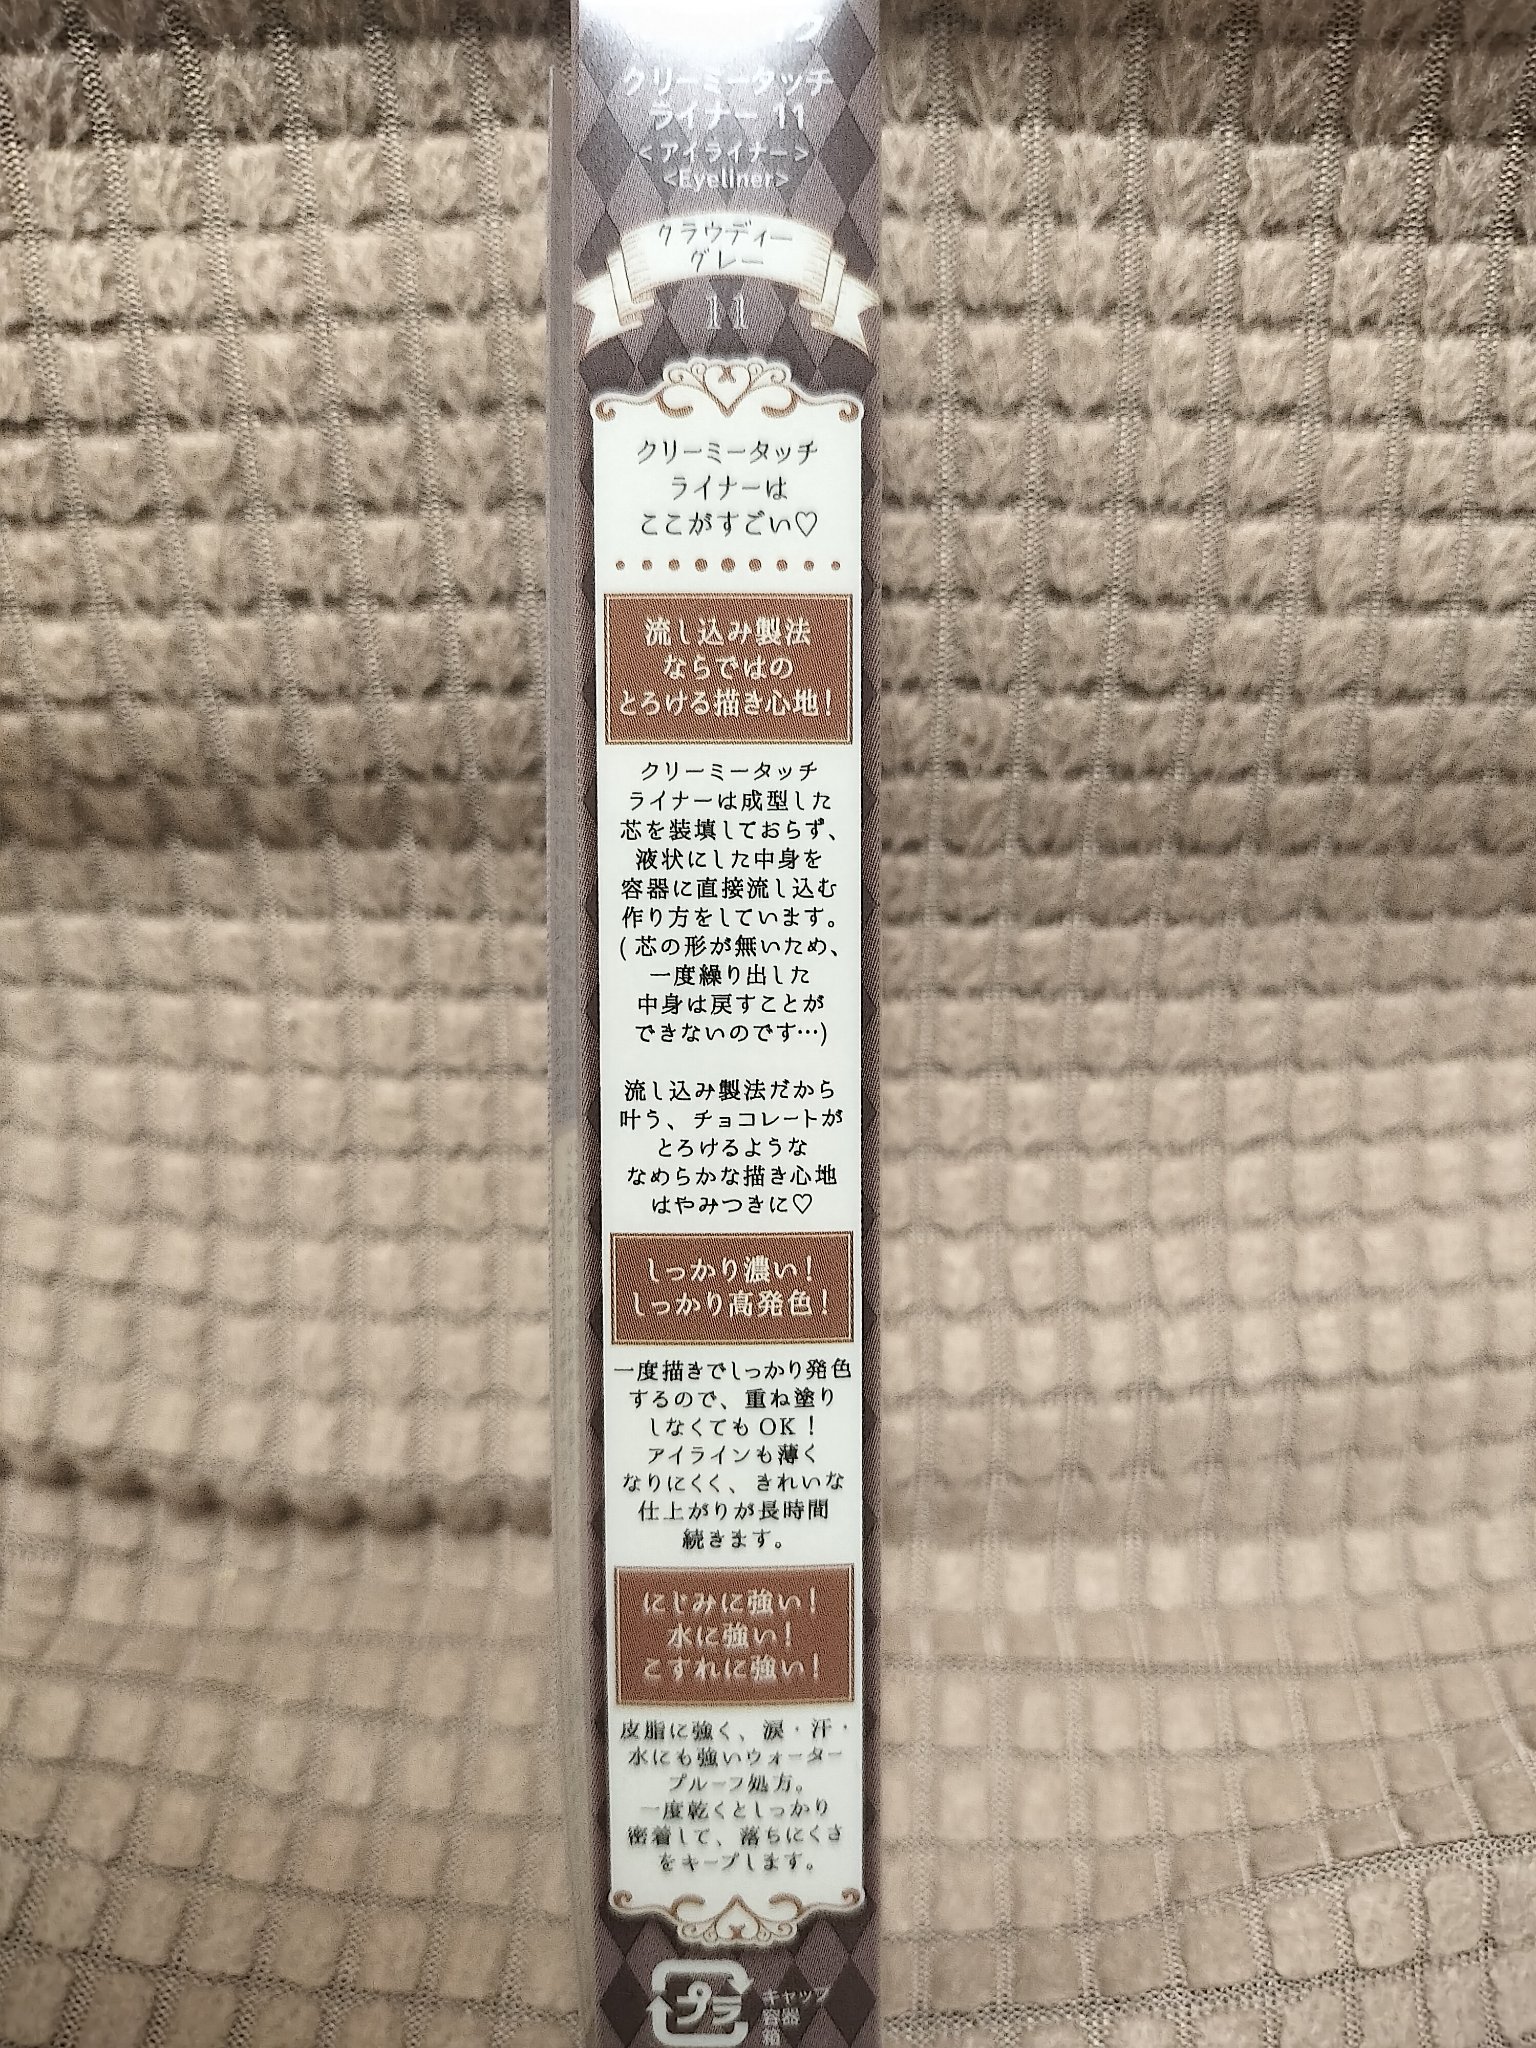 クリーミータッチ
ライナー 11
<アイライナー>
<Eyeliner>
クラウディー
グレー
11
クリーミータッチ
ライナーは
ここがすごい♡
流し込み製法
ならではの
とろける描き心地!
クリーミータッチ
ライナーは成型した
芯を装填しておらず、
液状にした中身を
容器に直接流し込む
作り方をしています。
(芯の形が無いため、
一度繰り出した
中身は戻すことが
できないのです…)
流し込み製法だから
叶う、チョコレートが
とろけるような
なめらかな描き心地
はやみつきに♡
しっかり濃い!
しっかり高発色!
一度描きでしっかり発色
するので、重ね塗り
しなくてもOK!
アイラインも薄く
なりにくく、きれいな
仕上がりが長時間
続きます。
にじみに強い!
水に強い!
こすれに強い!
皮脂に強く、涙・汗・
水にも強いウォーター
プルーフ処方。
一度乾くとしっかり
密着して、落ちにくさ
をキープします。
プラ
キャップ
容器
箱